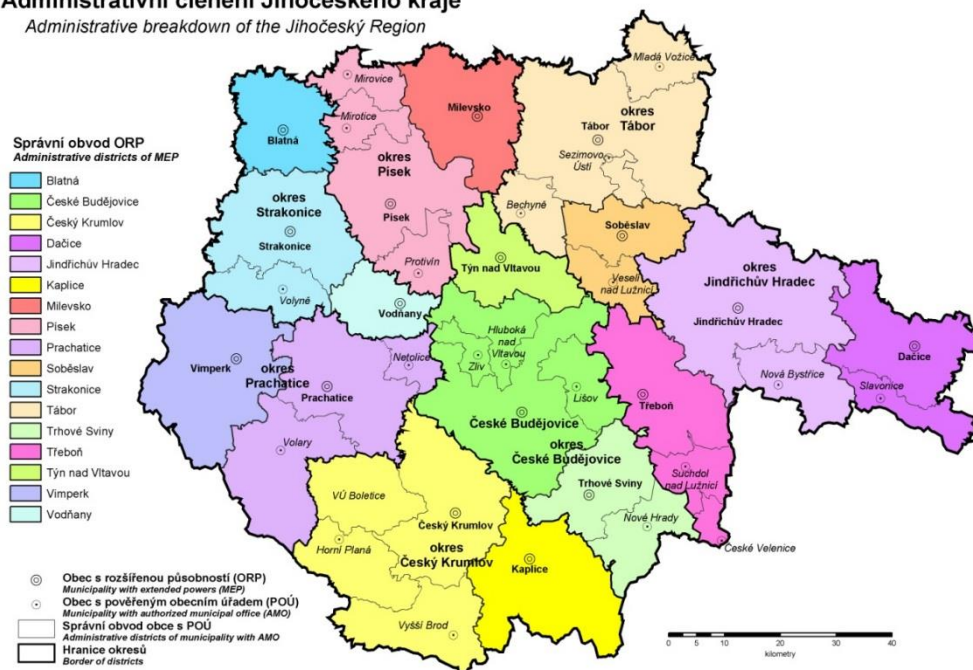 Administrativní členění Jihočeského kraje
Administrative breakdown of the Jihočeský Region
Správní obvod ORP
Administrative districts of MEP
Blatná
České Budějovice
Český Krumlov
Dačice
Jindřichův Hradec
Kaplice
Milevsko
Písek
Prachatice
Soběslav
Strakonice
Tábor
Trhové Sviny
Třeboň
Týn nad Vltavou
Vimperk
Vodňany
Mladá Vožice
Mirovice
Milevsko
okres
Tábor
Mirotice
Blatná
Tábor
Sezimovo
Ústí
okres
Písek
okres
Strakonice
Písek
Bechyně
Soběslav
Strakonice
Protivín
Týn nad Vltavou
okres
Jindřichův Hradec
Veselí
nad Lužnicí
Volyně
Vodňany
Jindřichův Hradec
Hluboká
nad
Vltavou
Zliv
Netolice
Vimperk
okres
Prachatice
Prachatice
Dačice
Nová Bystřice
Slavonice
Lišov
Třeboň
České Budějovice
okres
České Budějovice
Volary
Trhové Sviny
Suchdol
nad Lužnicí
VÚ Boletice
Český Krumlov
Nové Hrady
České Velenice
Horní Planá
okres
Český Krumlov
Kaplice
Vyšší Brod
Obec s rozšířenou působností (ORP)
Municipality with extended powers (MEP)
Obec s pověřeným obecním úřadem (POÚ)
Municipality with authorized municipal office (AMO)
Správní obvod obce s POÚ
Administrative districts of municipality with AMO
Hranice okresů
Border of districts
0 5 10 20 30 40
kilometry